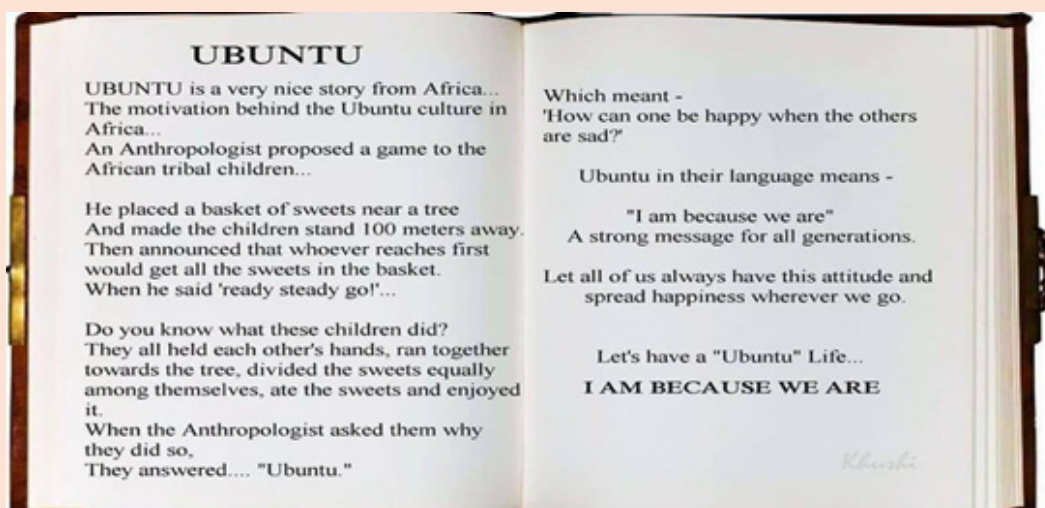 UBUNTU
UBUNTU is a very nice story from Africa...
The motivation behind the Ubuntu culture in
Africa...
An Anthropologist proposed a game to the
African tribal children...
He placed a basket of sweets near a tree
And made the children stand 100 meters away.
Then announced that whoever reaches first
would get all the sweets in the basket.
When he said 'ready steady go!'...
Do you know what these children did?
They all held each other's hands, ran together
towards the tree, divided the sweets equally
among themselves, ate the sweets and enjoyed
it.
When the Anthropologist asked them why
they did so,
They answered.... "Ubuntu."
Which meant -
'How can one be happy when the others
are sad?'
Ubuntu in their language means -
"I am because we are"
A strong message for all generations.
Let all of us always have this attitude and
spread happiness wherever we go.
Let's have a "Ubuntu" Life...
I AM BECAUSE WE ARE
Khushi